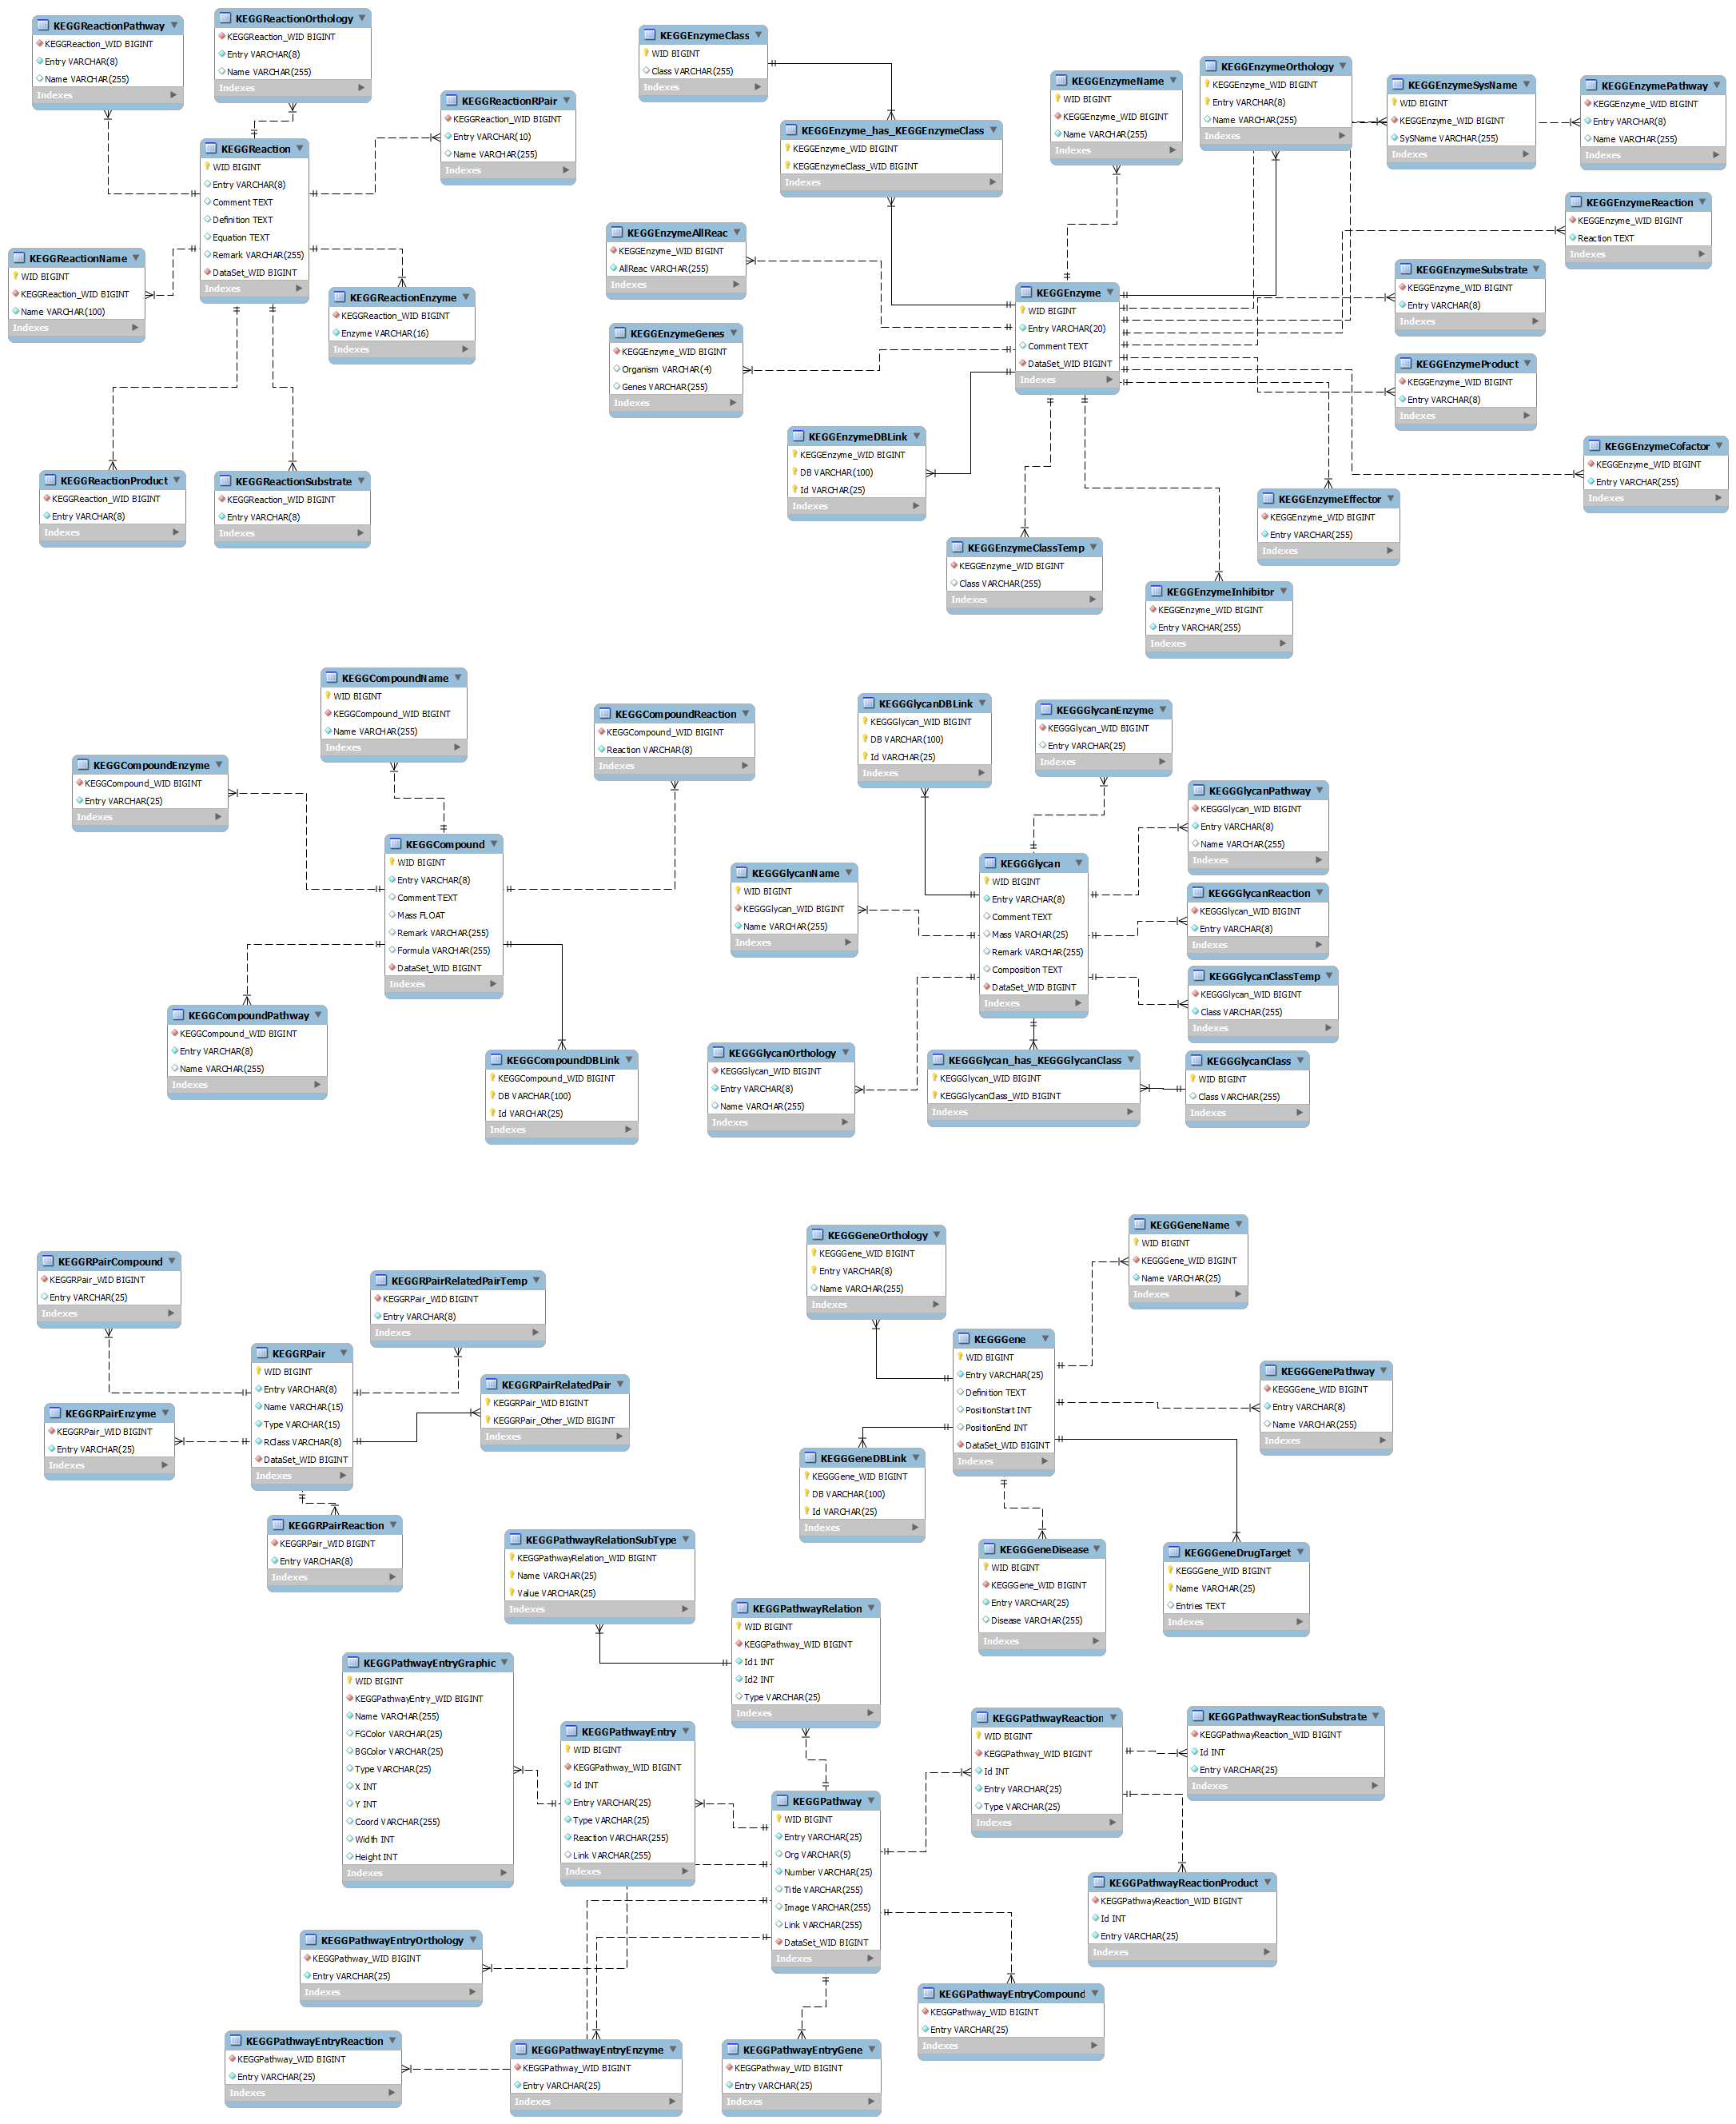 KEGGReactionPathway
KEGGReaction_WID BIGINT
Entry VARCHAR(8)
Name VARCHAR(255)
Indexes
KEGGReactionOrthology
KEGGReaction_WID BIGINT
Entry VARCHAR(8)
Name VARCHAR(255)
Indexes
KEGGReactionRPair
KEGGReaction_WID BIGINT
Entry VARCHAR(10)
Name VARCHAR(255)
Indexes
KEGGReaction
WID BIGINT
Entry VARCHAR(8)
Comment TEXT
Definition TEXT
Equation TEXT
Remark VARCHAR(255)
DataSet_WID BIGINT
Indexes
KEGGReactionName
WID BIGINT
KEGGReaction_WID BIGINT
Name VARCHAR(100)
Indexes
KEGGReactionEnzyme
KEGGReaction_WID BIGINT
Enzyme VARCHAR(16)
Indexes
KEGGReactionProduct
KEGGReaction_WID BIGINT
Entry VARCHAR(8)
Indexes
KEGGReactionSubstrate
KEGGReaction_WID BIGINT
Entry VARCHAR(8)
Indexes
KEGGEnzymeClass
WID BIGINT
Class VARCHAR(255)
Indexes
KEGGEnzyme_has_KEGGEnzymeClass
KEGGEnzyme_WID BIGINT
KEGGEnzymeClass_WID BIGINT
Indexes
KEGGEnzymeName
WID BIGINT
KEGGEnzyme_WID BIGINT
Name VARCHAR(255)
Indexes
KEGGEnzymeOrthology
KEGGEnzyme_WID BIGINT
Entry VARCHAR(8)
Name VARCHAR(255)
Indexes
KEGGEnzymeSysName
WID BIGINT
KEGGEnzyme_WID BIGINT
SySName VARCHAR(255)
Indexes
KEGGEnzymePathway
KEGGEnzyme_WID BIGINT
Entry VARCHAR(8)
Name VARCHAR(255)
Indexes
KEGGEnzymeReaction
KEGGEnzyme_WID BIGINT
Reaction TEXT
Indexes
KEGGEnzymeAllReac
KEGGEnzyme_WID BIGINT
AllReac VARCHAR(255)
Indexes
KEGGEnzymeSubstrate
KEGGEnzyme_WID BIGINT
Entry VARCHAR(8)
Indexes
KEGGEnzyme
WID BIGINT
Entry VARCHAR(20)
Comment TEXT
DataSet_WID BIGINT
Indexes
KEGGEnzymeGenes
KEGGEnzyme_WID BIGINT
Organism VARCHAR(4)
Genes VARCHAR(255)
Indexes
KEGGEnzymeProduct
KEGGEnzyme_WID BIGINT
Entry VARCHAR(8)
Indexes
KEGGEnzymeDBLink
KEGGEnzyme_WID BIGINT
DB VARCHAR(100)
Id VARCHAR(25)
Indexes
KEGGEnzymeCofactor
KEGGEnzyme_WID BIGINT
Entry VARCHAR(255)
Indexes
KEGGEnzymeEffector
KEGGEnzyme_WID BIGINT
Entry VARCHAR(255)
Indexes
KEGGEnzymeClassTemp
KEGGEnzyme_WID BIGINT
Class VARCHAR(255)
Indexes
KEGGEnzymeInhibitor
KEGGEnzyme_WID BIGINT
Entry VARCHAR(255)
Indexes
KEGGCompoundName
WID BIGINT
KEGGCompound_WID BIGINT
Name VARCHAR(255)
Indexes
KEGGCompoundReaction
KEGGCompound_WID BIGINT
Reaction VARCHAR(8)
Indexes
KEGGCompoundEnzyme
KEGGCompound_WID BIGINT
Entry VARCHAR(25)
Indexes
KEGGCompound
WID BIGINT
Entry VARCHAR(8)
Comment TEXT
Mass FLOAT
Remark VARCHAR(255)
Formula VARCHAR(255)
DataSet_WID BIGINT
Indexes
KEGGCompoundPathway
KEGGCompound_WID BIGINT
Entry VARCHAR(8)
Name VARCHAR(255)
Indexes
KEGGCompoundDBLink
KEGGCompound_WID BIGINT
DB VARCHAR(100)
Id VARCHAR(25)
Indexes
KEGGGlycanDBLink
KEGGGlycan_WID BIGINT
DB VARCHAR(100)
Id VARCHAR(25)
Indexes
KEGGGlycanEnzyme
KEGGGlycan_WID BIGINT
Entry VARCHAR(25)
Indexes
KEGGGlycanPathway
KEGGGlycan_WID BIGINT
Entry VARCHAR(8)
Name VARCHAR(255)
Indexes
KEGGGlycanName
WID BIGINT
KEGGGlycan_WID BIGINT
Name VARCHAR(255)
Indexes
KEGGGlycan
WID BIGINT
Entry VARCHAR(8)
Comment TEXT
Mass VARCHAR(25)
Remark VARCHAR(255)
Composition TEXT
DataSet_WID BIGINT
Indexes
KEGGGlycanReaction
KEGGGlycan_WID BIGINT
Entry VARCHAR(8)
Indexes
KEGGGlycanClassTemp
KEGGGlycan_WID BIGINT
Class VARCHAR(255)
Indexes
KEGGGlycanOrthology
KEGGGlycan_WID BIGINT
Entry VARCHAR(8)
Name VARCHAR(255)
Indexes
KEGGGlycan_has_KEGGGlycanClass
KEGGGlycan_WID BIGINT
KEGGGlycanClass_WID BIGINT
Indexes
KEGGGlycanClass
WID BIGINT
Class VARCHAR(255)
Indexes
KEGGRPairCompound
KEGGRPair_WID BIGINT
Entry VARCHAR(25)
Indexes
KEGGRPairRelatedPairTemp
KEGGRPair_WID BIGINT
Entry VARCHAR(8)
Indexes
KEGGRPair
WID BIGINT
Entry VARCHAR(8)
Name VARCHAR(15)
Type VARCHAR(15)
RClass VARCHAR(8)
DataSet_WID BIGINT
Indexes
KEGGRPairRelatedPair
KEGGRPair_WID BIGINT
KEGGRPair_Other_WID BIGINT
Indexes
KEGGRPairEnzyme
KEGGRPair_WID BIGINT
Entry VARCHAR(25)
Indexes
KEGGRPairReaction
KEGGRPair_WID BIGINT
Entry VARCHAR(8)
Indexes
KEGGGeneOrthology
KEGGGene_WID BIGINT
Entry VARCHAR(8)
Name VARCHAR(255)
Indexes
KEGGGeneName
WID BIGINT
KEGGGene_WID BIGINT
Name VARCHAR(25)
Indexes
KEGGGene
WID BIGINT
Entry VARCHAR(25)
Definition TEXT
PositionStart INT
PositionEnd INT
DataSet_WID BIGINT
Indexes
KEGGGenePathway
KEGGGene_WID BIGINT
Entry VARCHAR(8)
Name VARCHAR(255)
Indexes
KEGGGeneDBLink
KEGGGene_WID BIGINT
DB VARCHAR(100)
Id VARCHAR(25)
Indexes
KEGGGeneDisease
WID BIGINT
KEGGGene_WID BIGINT
Entry VARCHAR(25)
Disease VARCHAR(255)
Indexes
KEGGGeneDrugTarget
KEGGGene_WID BIGINT
Name VARCHAR(25)
Entries TEXT
Indexes
KEGGPathwayRelationSubType
KEGGPathwayRelation_WID BIGINT
Name VARCHAR(25)
Value VARCHAR(25)
Indexes
KEGGPathwayRelation
WID BIGINT
KEGGPathway_WID BIGINT
Id1 INT
Id2 INT
Type VARCHAR(25)
Indexes
KEGGPathwayEntryGraphic
WID BIGINT
KEGGPathwayEntry_WID BIGINT
Name VARCHAR(255)
FGColor VARCHAR(25)
BGColor VARCHAR(25)
Type VARCHAR(25)
X INT
Y INT
Coord VARCHAR(255)
Width INT
Height INT
Indexes
KEGGPathwayEntry
WID BIGINT
KEGGPathway_WID BIGINT
Id INT
Entry VARCHAR(25)
Type VARCHAR(25)
Reaction VARCHAR(255)
Link VARCHAR(255)
Indexes
KEGGPathway
WID BIGINT
Entry VARCHAR(25)
Org VARCHAR(5)
Number VARCHAR(25)
Title VARCHAR(255)
Image VARCHAR(255)
Link VARCHAR(255)
DataSet_WID BIGINT
Indexes
KEGGPathwayReaction
WID BIGINT
KEGGPathway_WID BIGINT
Id INT
Entry VARCHAR(25)
Type VARCHAR(25)
Indexes
KEGGPathwayReactionSubstrate
KEGGPathwayReaction_WID BIGINT
Id INT
Entry VARCHAR(25)
Indexes
KEGGPathwayReactionProduct
KEGGPathwayReaction_WID BIGINT
Id INT
Entry VARCHAR(25)
Indexes
KEGGPathwayEntryOrthology
KEGGPathway_WID BIGINT
Entry VARCHAR(25)
Indexes
KEGGPathwayEntryCompound
KEGGPathway_WID BIGINT
Entry VARCHAR(25)
Indexes
KEGGPathwayEntryReaction
KEGGPathway_WID BIGINT
Entry VARCHAR(25)
Indexes
KEGGPathwayEntryEnzyme
KEGGPathway_WID BIGINT
Entry VARCHAR(25)
Indexes
KEGGPathwayEntryGene
KEGGPathway_WID BIGINT
Entry VARCHAR(25)
Indexes